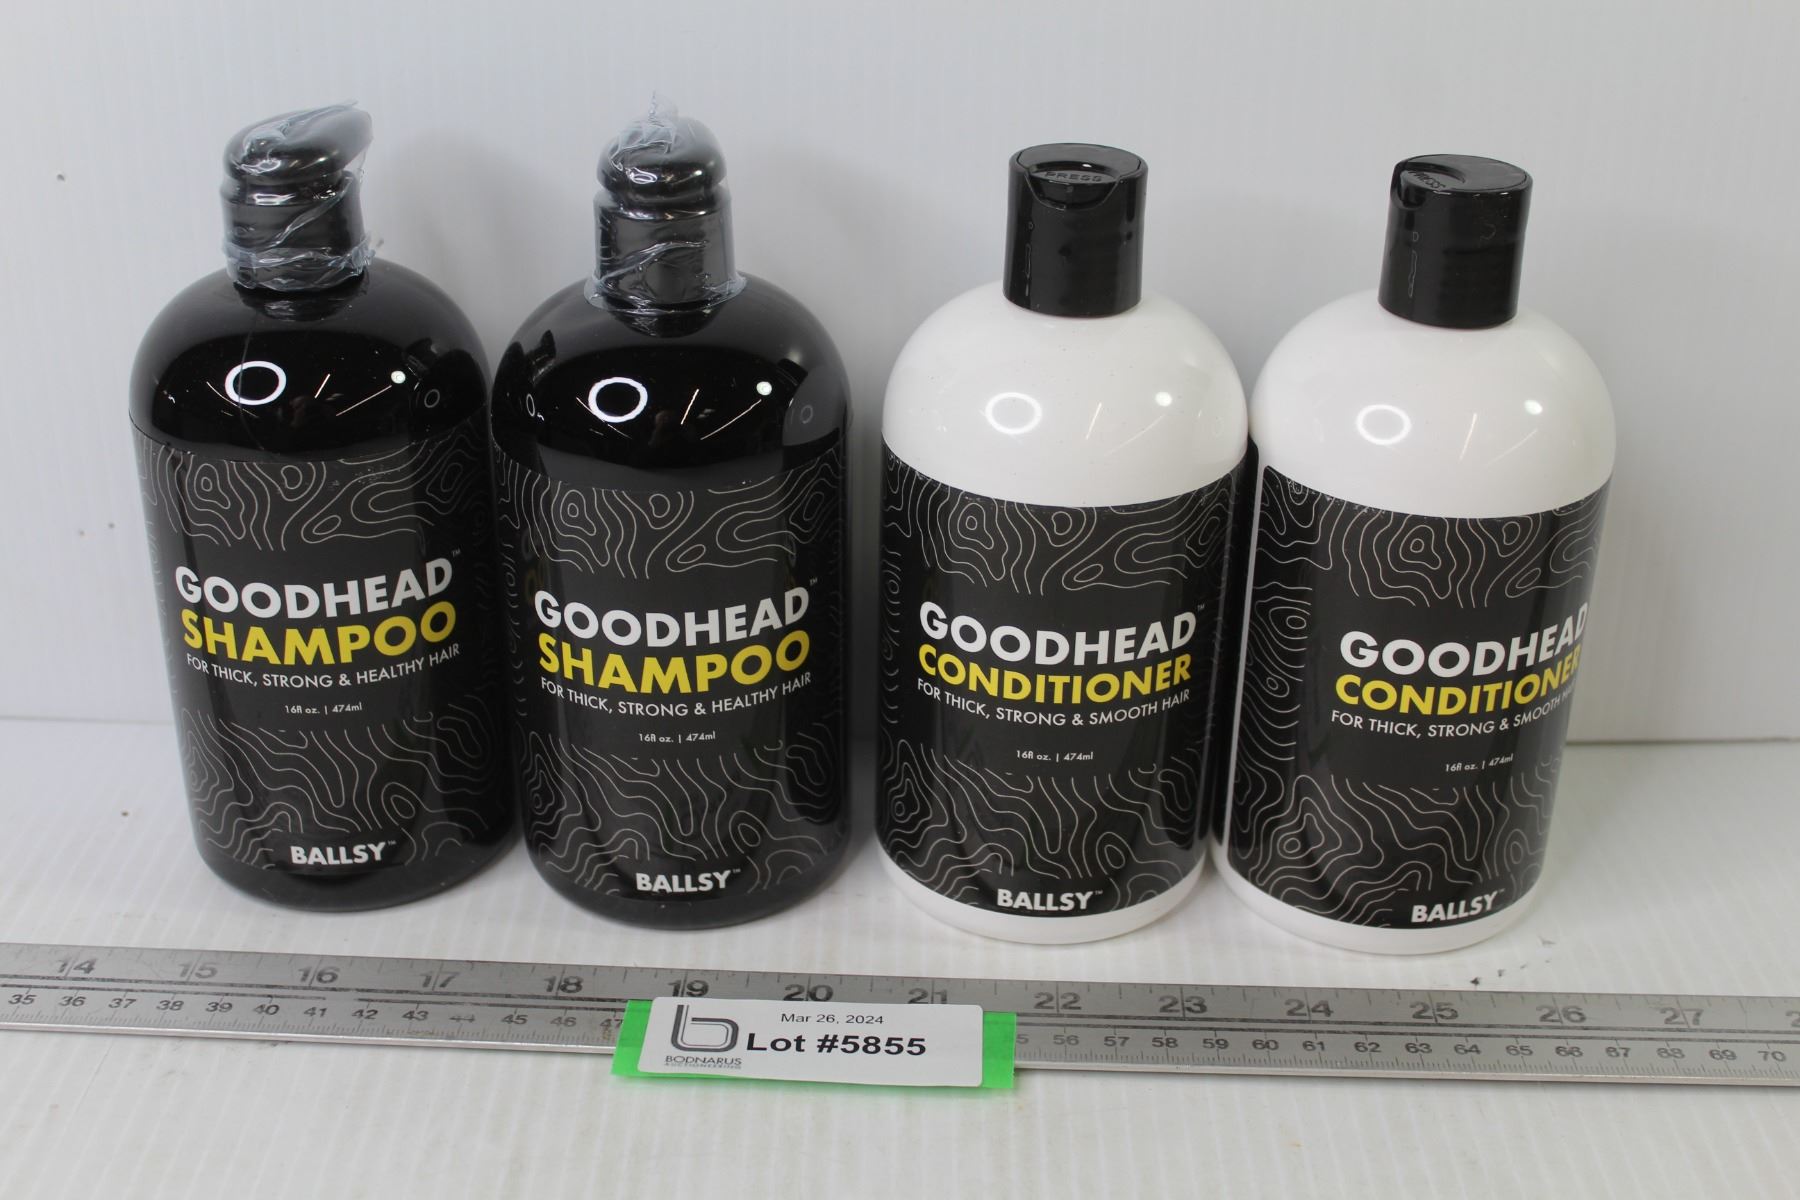 GOODHEAD™
SHAMPOO
FOR THICK, STRONG & HEALTHY HAIR
16fl oz. | 474ml
BALLSY™
GOODHEAD™
SHAMPOO
FOR THICK, STRONG & HEALTHY HAIR
16fl oz. | 474ml
BALLSY™
PRESS
GOODHEAD™
CONDITIONER
FOR THICK, STRONG & SMOOTH HAIR
16fl oz. | 474ml
BALLSY™
PRESS
GOODHEAD
CONDITIONER
FOR THICK, STRONG & SMOOTH HAIR
16fl oz. | 474ml
BALLSY™
14 15 16 17 18 19 20 21 22 23 24 25 26 27
35 36 37 38 39 40 41 42 43 44 45 46 47 56 57 58 59 60 61 62 63 64 65 66 67 68 69 70
Mar 26, 2024
Lot #5855
BODNARUS
AUCTIONEERING